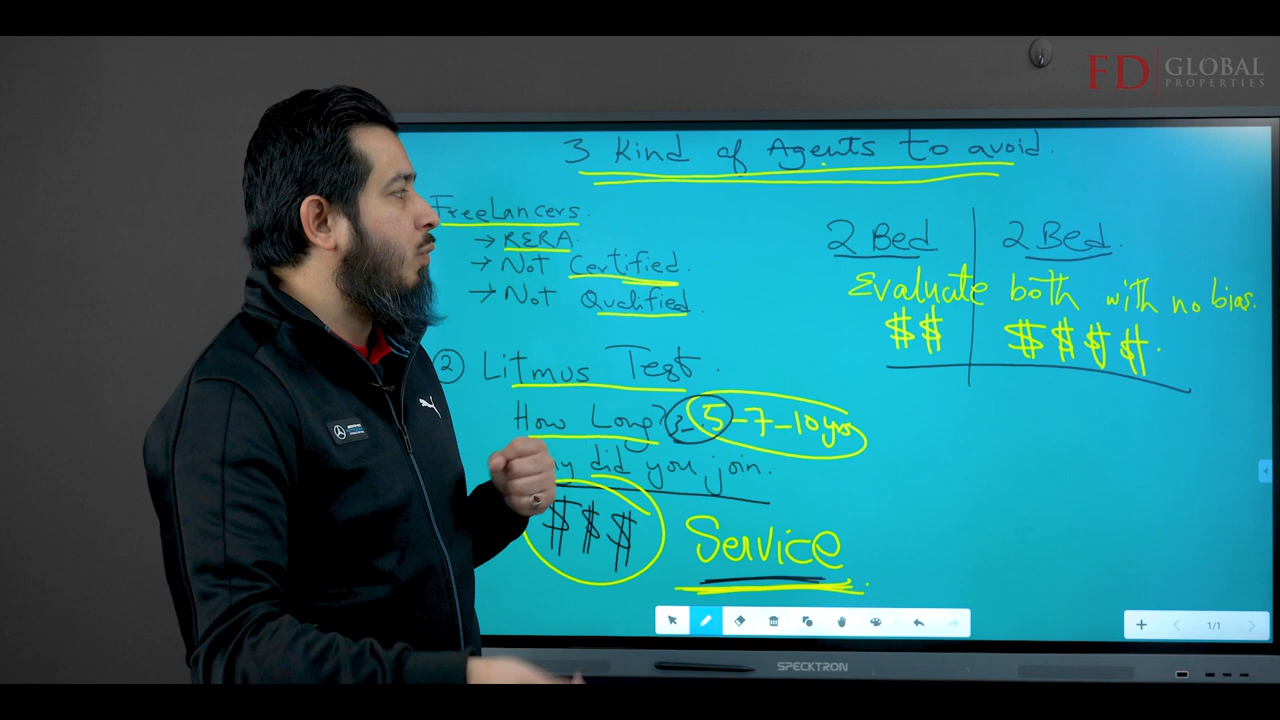 FD GLOBAL
PROPERTIES
3 Kind of Agents to avoid.
FreeLancers.
→ RERA.
→ Not Certified.
→ Not Qualified.
2 Bed
2 Bed.
Evaluate both with no bias.
$$
$$$$.
② Litmus Test.
How Long? 3-5-7-10yrs
did you join.
$$$
Service
1/1
SPECKTRON